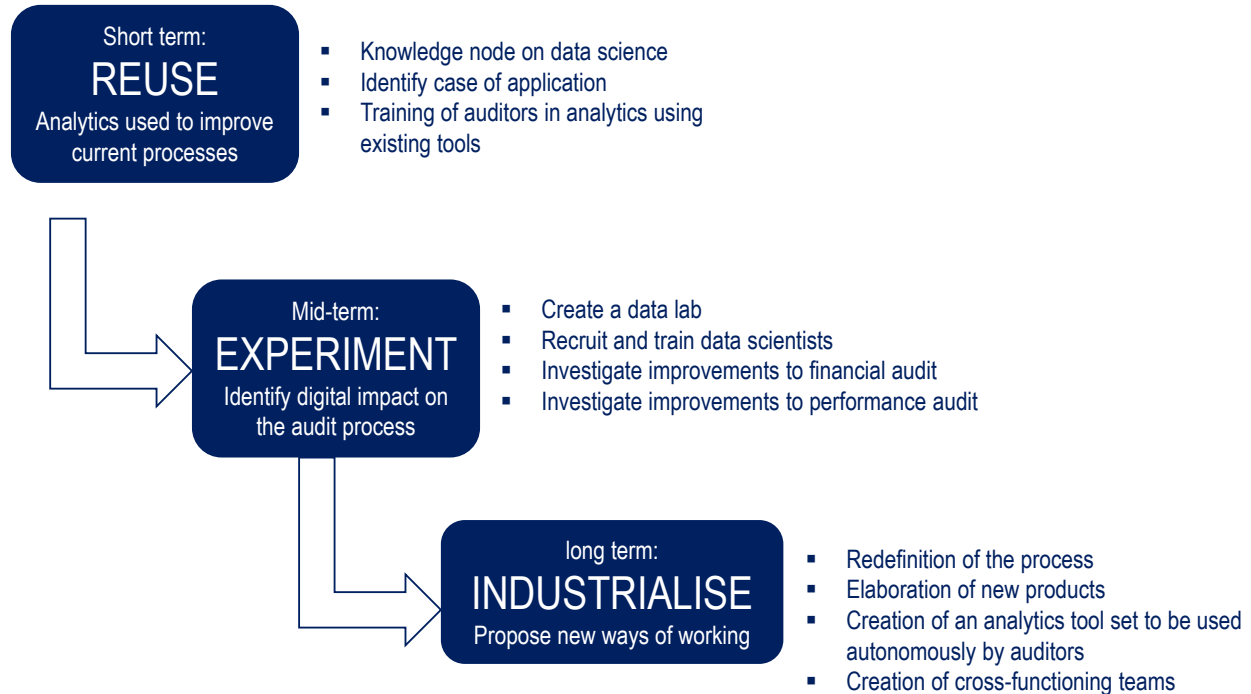 Short term:
REUSE
Analytics used to improve
current processes
▪ Knowledge node on data science
▪ Identify case of application
▪ Training of auditors in analytics using
existing tools
Mid-term:
EXPERIMENT
Identify digital impact on
the audit process
▪ Create a data lab
▪ Recruit and train data scientists
▪ Investigate improvements to financial audit
▪ Investigate improvements to performance audit
long term:
INDUSTRIALISE
Propose new ways of working
▪ Redefinition of the process
▪ Elaboration of new products
▪ Creation of an analytics tool set to be used
autonomously by auditors
▪ Creation of cross-functioning teams